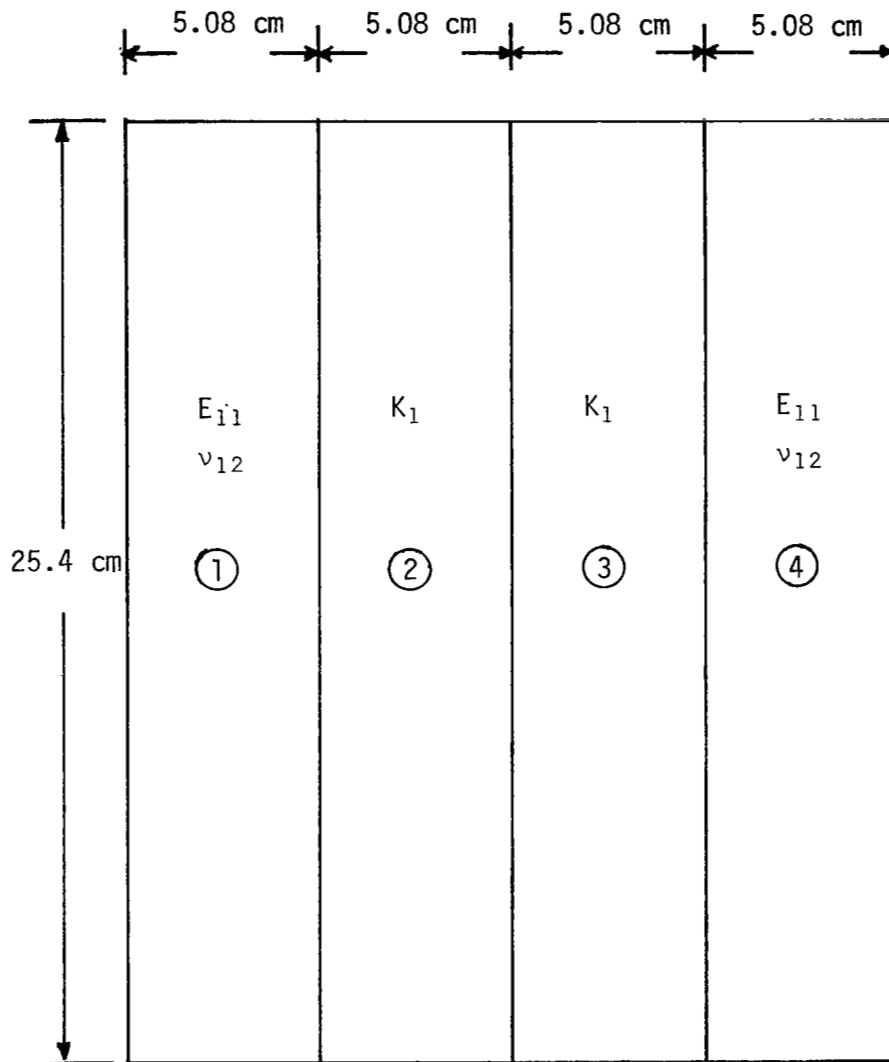 5.08 cm 5.08 cm 5.08 cm 5.08 cm
E₁₁ K₁ K₁ E₁₁
ν₁₂ ν₁₂
25.4 cm 1 2 3 4